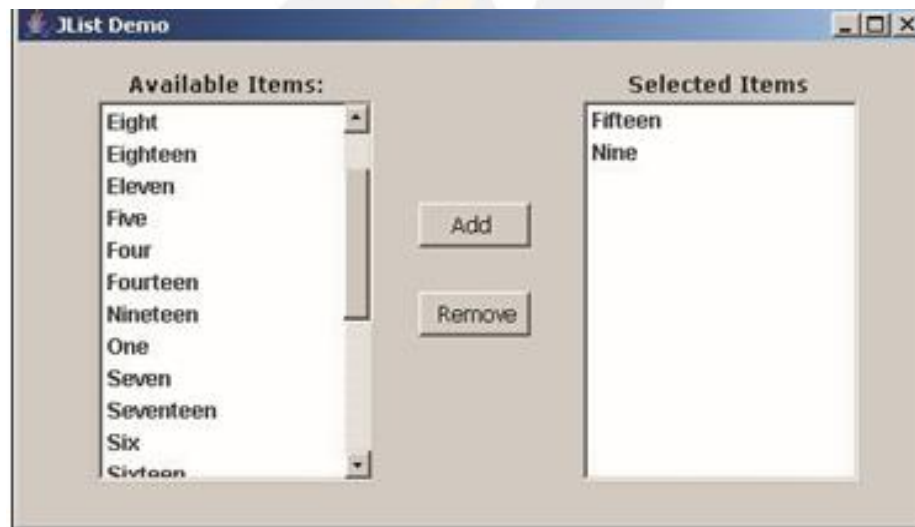 JList Demo
Available Items:
Eight
Eighteen
Eleven
Five
Four
Fourteen
Nineteen
One
Seven
Seventeen
Six
Sixteen
Add
Remove
Selected Items
Fifteen
Nine